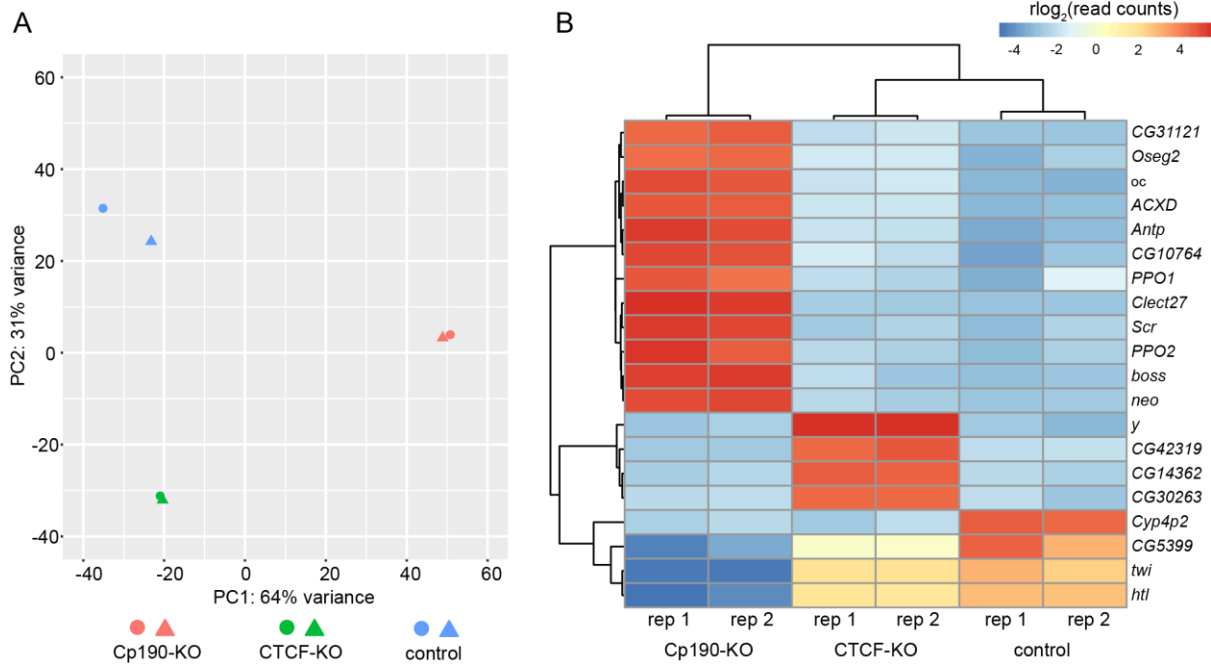 A
60
40
20
0
-20
-40
PC2: 31% variance
-40 -20 0 20 40 60
PC1: 64% variance
Cp190-KO CTCF-KO control
B
rlog2(read counts)
-4 -2 0 2 4
CG31121
Oseg2
oc
ACXD
Antp
CG10764
PPO1
Clect27
Scr
PPO2
boss
neo
y
CG42319
CG14362
CG30263
Cyp4p2
CG5399
twi
htl
rep 1 rep 2 rep 1 rep 2 rep 1 rep 2
Cp190-KO CTCF-KO control